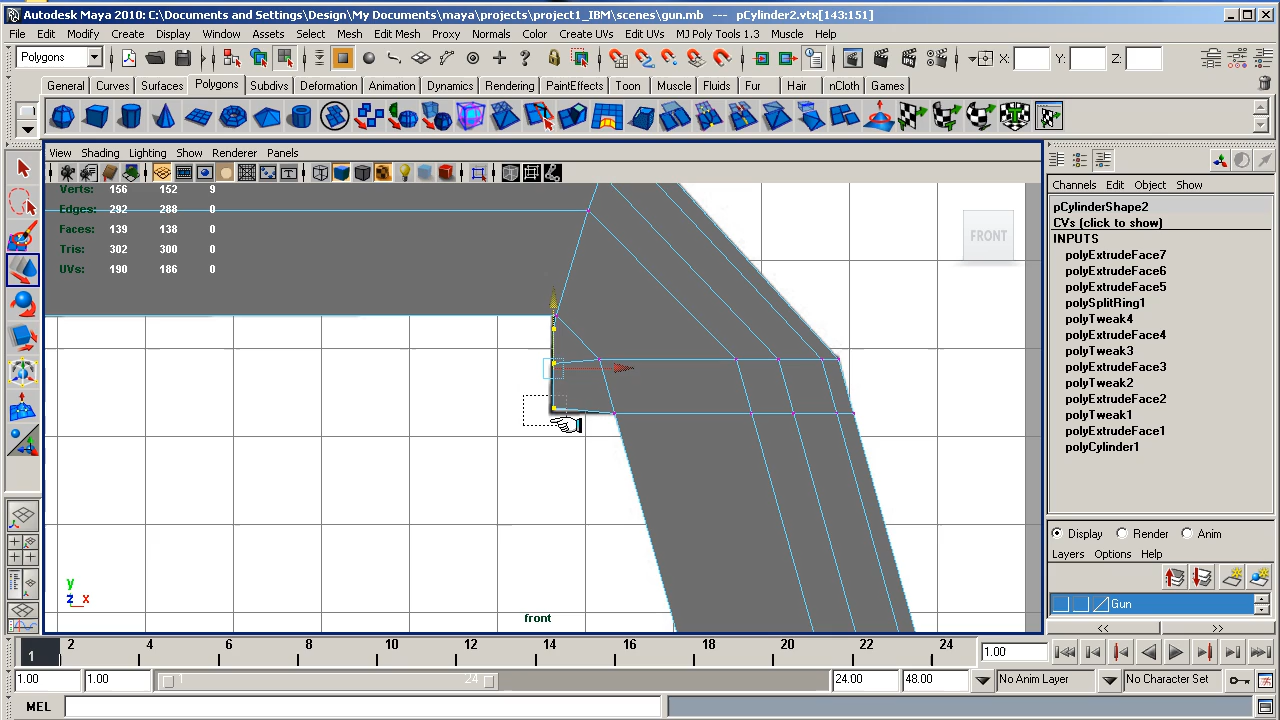 Autodesk Maya 2010: C:\Documents and Settings\Design\My Documents\maya\projects\project1_IBM\scenes\gun.mb --- pCylinder2.vtx[143:151]
File Edit Modify Create Display Window Assets Select Mesh Edit Mesh Proxy Normals Color Create UVs Edit UVs MJ Poly Tools 1.3 Muscle Help
Polygons X: Y: Z:
General Curves Surfaces Polygons Subdivs Deformation Animation Dynamics Rendering PaintEffects Toon Muscle Fluids Fur Hair nCloth Games
View Shading Lighting Show Renderer Panels
Channels Edit Object Show
Verts: 156 152 9
Edges: 292 288 0
Faces: 139 138 0
Tris: 302 300 0
UVs: 190 186 0
FRONT
pCylinderShape2
CVs (click to show)
INPUTS
polyExtrudeFace7
polyExtrudeFace6
polyExtrudeFace5
polySplitRing1
polyTweak4
polyExtrudeFace4
polyTweak3
polyExtrudeFace3
polyTweak2
polyExtrudeFace2
polyTweak1
polyExtrudeFace1
polyCylinder1
Display Render Anim
Layers Options Help
Gun
y
z x
front
<< >>
1 2 4 6 8 10 12 14 16 18 20 22 24 1.00
1.00 1.00 1 24 24.00 48.00 No Anim Layer No Character Set
MEL